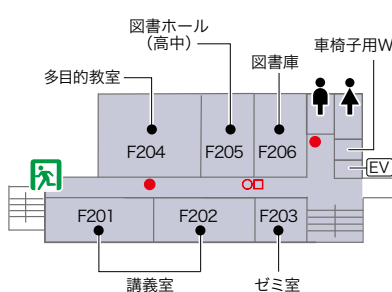 図書ホール
（高中）
車椅子用W
図書庫
多目的教室
F204
F205
F206
EV
F201
F202
F203
講義室
ゼミ室